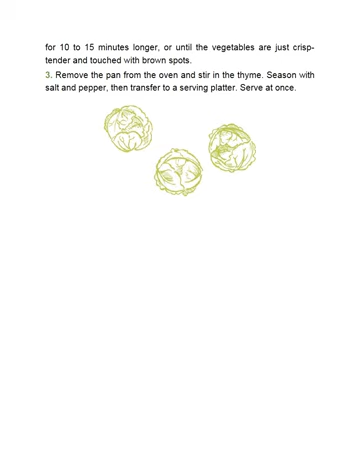 for 10 to 15 minutes longer, or until the vegetables are just crisp-
tender and touched with brown spots.
3. Remove the pan from the oven and stir in the thyme. Season with
salt and pepper, then transfer to a serving platter. Serve at once.